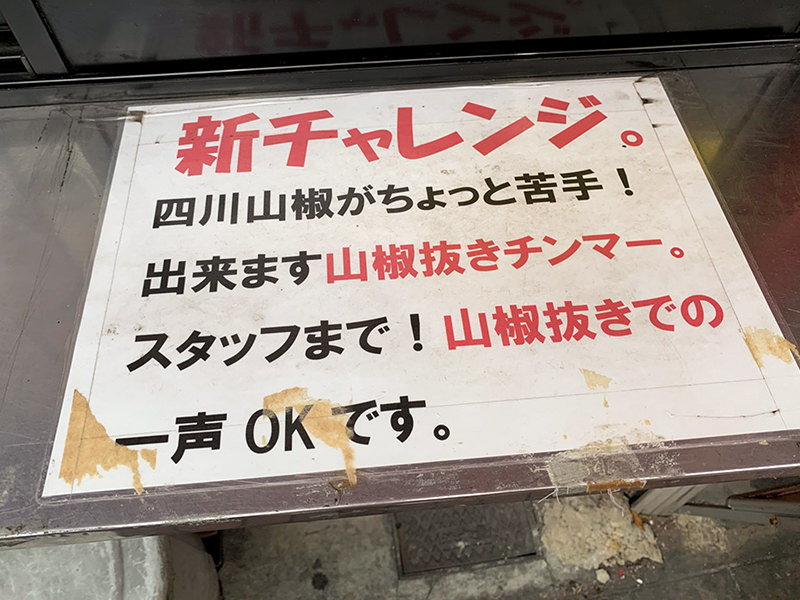 新チャレンジ。
四川山椒がちょっと苦手！
出来ます山椒抜きチンマー。
スタッフまで！山椒抜きでの
一声 OK です。